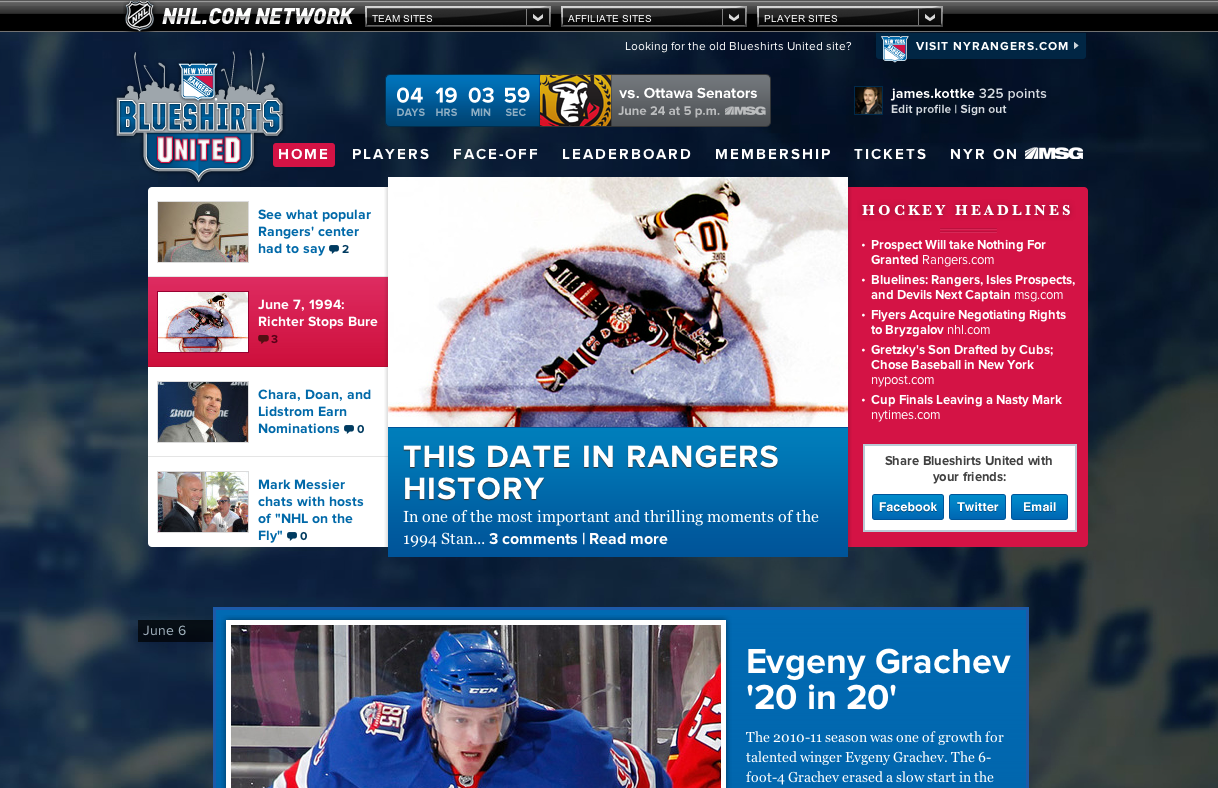 NHL.COM NETWORK
TEAM SITES
AFFILIATE SITES
PLAYER SITES
Looking for the old Blueshirts United site?
VISIT NYRANGERS.COM
NEW YORK
RANGERS
BLUESHIRTS
UNITED
04 19 03 59
DAYS HRS MIN SEC
vs. Ottawa Senators
June 24 at 5 p.m. MSG
james.kottke 325 points
Edit profile | Sign out
HOME PLAYERS FACE-OFF LEADERBOARD MEMBERSHIP TICKETS NYR ON MSG
See what popular
Rangers' center
had to say 2
June 7, 1994:
Richter Stops Bure
3
Chara, Doan, and
Lidstrom Earn
Nominations 0
Mark Messier
chats with hosts
of "NHL on the
Fly" 0
10
BURE
THIS DATE IN RANGERS
HISTORY
In one of the most important and thrilling moments of the
1994 Stan... 3 comments | Read more
HOCKEY HEADLINES
• Prospect Will take Nothing For
Granted Rangers.com
• Bluelines: Rangers, Isles Prospects,
and Devils Next Captain msg.com
• Flyers Acquire Negotiating Rights
to Bryzgalov nhl.com
• Gretzky's Son Drafted by Cubs;
Chose Baseball in New York
nypost.com
• Cup Finals Leaving a Nasty Mark
nytimes.com
Share Blueshirts United with
your friends:
Facebook Twitter Email
June 6
CCM
85
Evgeny Grachev
'20 in 20'
The 2010-11 season was one of growth for
talented winger Evgeny Grachev. The 6-
foot-4 Grachev erased a slow start in the